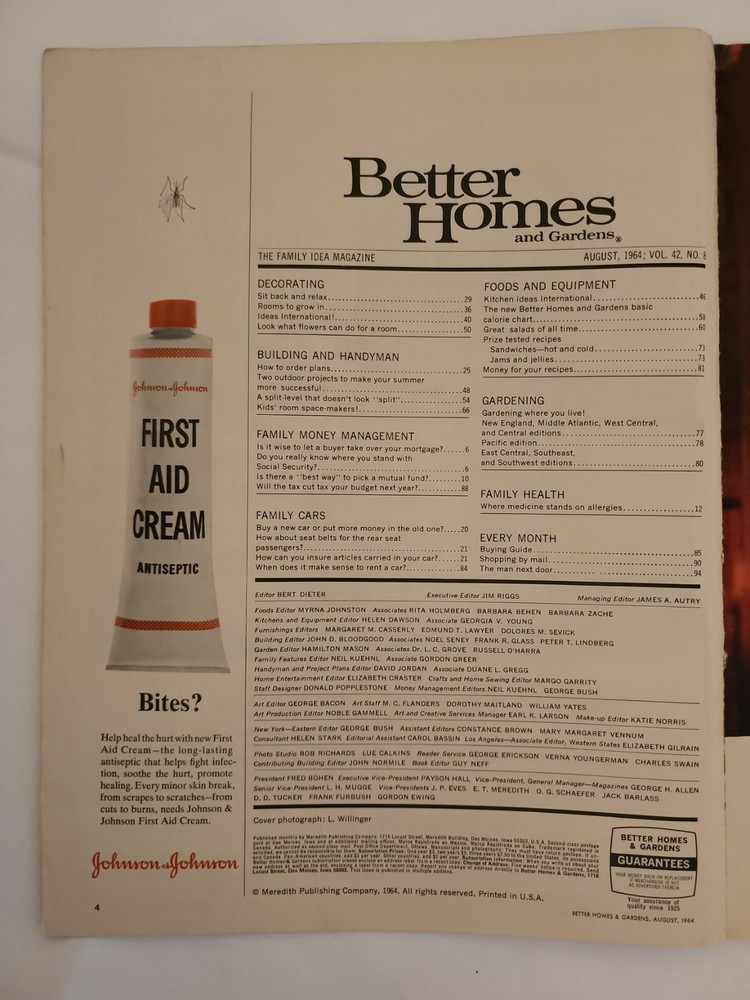 Johnson & Johnson
FIRST
AID
CREAM
ANTISEPTIC
Bites?
Help heal the hurt with new First
Aid Cream—the long-lasting
antiseptic that helps fight infec-
tion, soothe the hurt, promote
healing. Every minor skin break,
from scrapes to scratches—from
cuts to burns, needs Johnson &
Johnson First Aid Cream.
Johnson & Johnson
4
Better
Homes
and Gardens®
THE FAMILY IDEA MAGAZINE
AUGUST, 1964; VOL. 42, NO. 8
DECORATING
Sit back and relax...29
Rooms to grow in...36
Ideas International!...40
Look what flowers can do for a room...50
BUILDING AND HANDYMAN
How to order plans...25
Two outdoor projects to make your summer
more successful...48
A split-level that doesn't look "split"...54
Kids' room space-makers!...66
FAMILY MONEY MANAGEMENT
Is it wise to let a buyer take over your mortgage?...6
Do you really know where you stand with
Social Security?...6
Is there a "best way" to pick a mutual fund?...10
Will the tax cut tax your budget next year?...88
FAMILY CARS
Buy a new car or put more money in the old one?...20
How about seat belts for the rear seat
passengers?...21
How can you insure articles carried in your car?...21
When does it make sense to rent a car?...84
FOODS AND EQUIPMENT
Kitchen ideas International...46
The new Better Homes and Gardens basic
calorie chart...58
Great salads of all time...60
Prize tested recipes
Sandwiches—hot and cold...73
Jams and jellies...73
Money for your recipes...81
GARDENING
Gardening where you live!
New England, Middle Atlantic, West Central,
and Central editions...77
Pacific edition...78
East Central, Southeast,
and Southwest editions...80
FAMILY HEALTH
Where medicine stands on allergies...12
EVERY MONTH
Buying Guide...85
Shopping by mail...90
The man next door...94
Editor BERT DIETER Executive Editor JIM RIGGS Managing Editor JAMES A. AUTRY
Foods Editor MYRNA JOHNSTON Associates RITA HOLMBERG BARBARA BEHEN BARBARA ZACHE
Kitchens and Equipment Editor HELEN DAWSON Associate GEORGIA V. YOUNG
Furnishings Editors MARGARET M. CASSERLY EDMUND T. LAWYER DOLORES M. SEVICK
Building Editor JOHN D. BLOODGOOD Associates NOEL SENEY FRANK R. GLASS PETER T. LINDBERG
Garden Editor HAMILTON MASON Associates Dr. L. C. GROVE RUSSELL O'HARRA
Family Features Editor NEIL KUEHNL Associate GORDON GREER
Handyman and Project Plans Editor DAVID JORDAN Associate DUANE L. GREGG
Home Entertainment Editor ELIZABETH CRASTER Crafts and Home Sewing Editor MARGO GARRITY
Staff Designer DONALD POPPLESTONE Money Management Editors NEIL KUEHNL GEORGE BUSH
Art Editor GEORGE BACON Art Staff M. C. FLANDERS DOROTHY MAITLAND WILLIAM YATES
Art Production Editor NOBLE GAMMELL Art and Creative Services Manager EARL K. LARSON Make-up Editor KATIE NORRIS
New York—Eastern Editor GEORGE BUSH Assistant Editors CONSTANCE BROWN MARY MARGARET VENNUM
Consultant HELEN STARK Editorial Assistant CAROL BASSIN Los Angeles—Associate Editor, Western States ELIZABETH GILRAIN
Photo Studio BOB RICHARDS LUE CALKINS Reader Service GEORGE ERICKSON VERNA YOUNGERMAN CHARLES SWAIN
Contributing Building Editor JOHN NORMILE Book Editor GUY NEFF
President FRED BOHEN Executive Vice-President PAYSON HALL Vice-President, General Manager—Magazines GEORGE H. ALLEN
Senior Vice-President L. H. MUGGE Vice-Presidents J. P. EVES E. T. MEREDITH O. G. SCHAEFER JACK BARLASS
D. D. TUCKER FRANK FURBUSH GORDON EWING
Cover photograph: L. Willinger
© Meredith Publishing Company, 1964. All rights reserved. Printed in U.S.A.
BETTER HOMES
& GARDENS
GUARANTEES
YOUR MONEY BACK OR REPLACEMENT
IF MERCHANDISE IS NOT
AS ADVERTISED THEREIN
Your assurance of
quality since 1925
BETTER HOMES & GARDENS, AUGUST, 1964